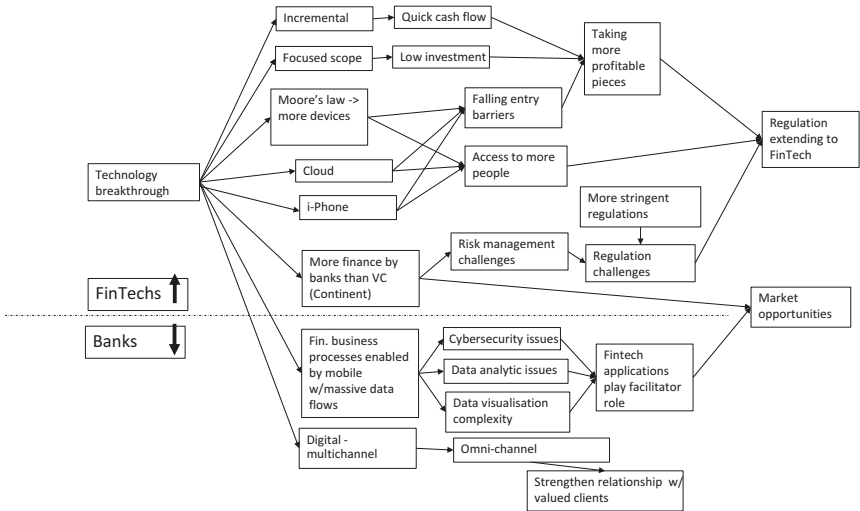 Incremental
Quick cash flow
Taking
more
profitable
pieces
Focused scope
Low investment
Moore's law ->
more devices
Falling entry
barriers
Regulation
extending to
FinTech
Technology
breakthrough
Cloud
Access to more
people
i-Phone
More stringent
regulations
More finance by
banks than VC
(Continent)
Risk management
challenges
Regulation
challenges
FinTechs
Market
opportunities
Banks
Fin. business
processes enabled
by mobile
w/massive data
flows
Cybersecurity issues
Data analytic issues
Data visualisation
complexity
Fintech
applications
play facilitator
role
Digital -
multichannel
Omni-channel
Strengthen relationship w/
valued clients